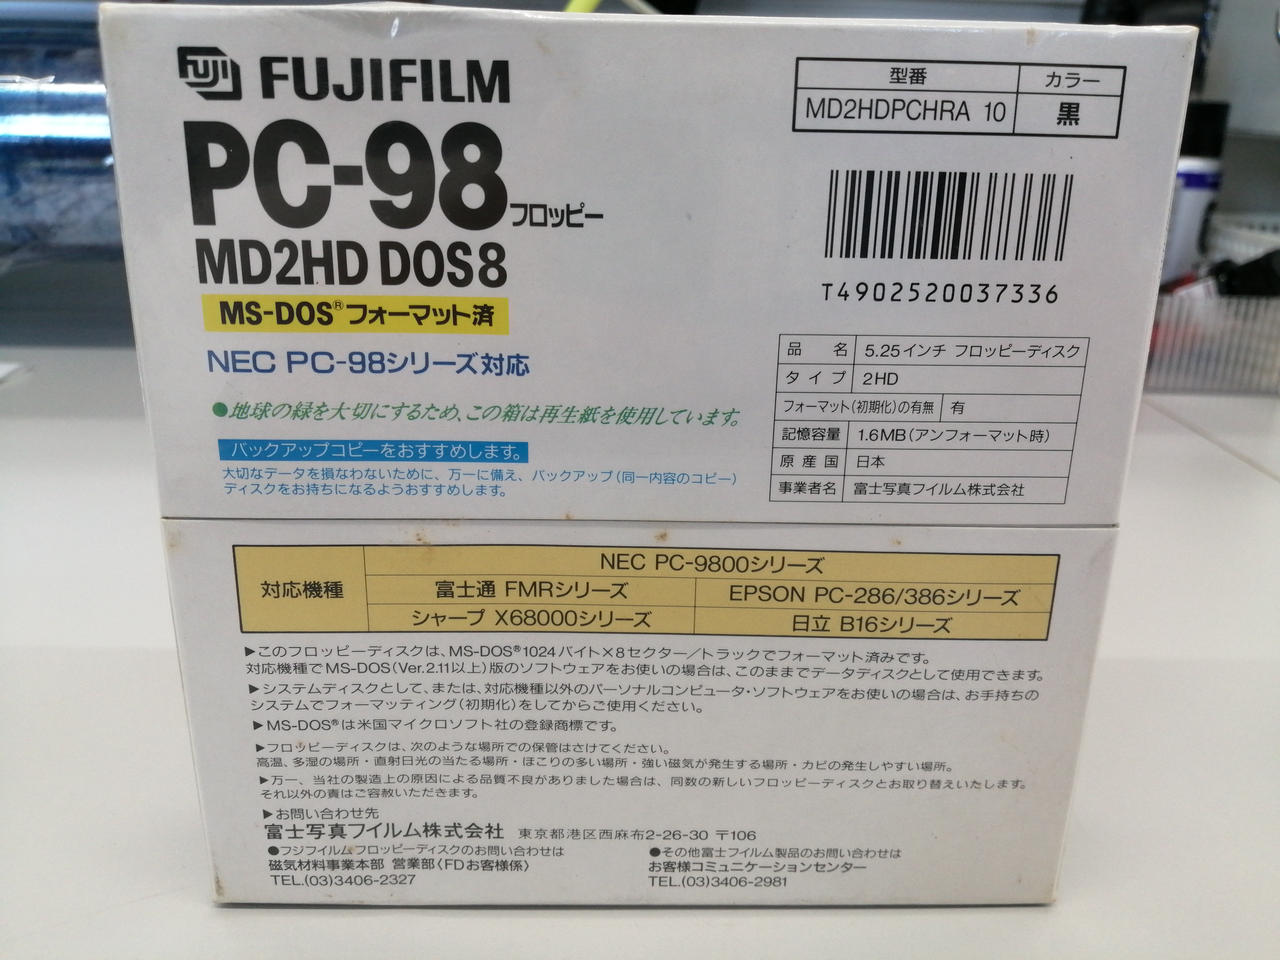 FUJI FUJIFILM
PC-98フロッピー
MD2HD DOS8
MS-DOS®フォーマット済
NEC PC-98シリーズ対応
●地球の緑を大切にするため、この箱は再生紙を使用しています。
バックアップコピーをおすすめします。
大切なデータを損なわないために、万一に備え、バックアップ(同一内容のコピー)
ディスクをお持ちになるようおすすめします。
型番 カラー
MD2HDPCHRA 10 黒
T4902520037336
品名 5.25インチ フロッピーディスク
タイプ 2HD
フォーマット(初期化)の有無 有
記憶容量 1.6MB(アンフォーマット時)
原産国 日本
事業者名 富士写真フイルム株式会社
対応機種
NEC PC-9800シリーズ
富士通 FMRシリーズ EPSON PC-286/386シリーズ
シャープ X68000シリーズ 日立 B16シリーズ
▶このフロッピーディスクは、MS-DOS®1024バイト×8セクター/トラックでフォーマット済みです。
対応機種でMS-DOS(Ver.2.11以上)版のソフトウェアをお使いの場合は、このままでデータディスクとして使用できます。
▶システムディスクとして、または、対応機種以外のパーソナルコンピュータ・ソフトウェアをお使いの場合は、お手持ちの
システムでフォーマッティング(初期化)をしてからご使用ください。
▶MS-DOS®は米国マイクロソフト社の登録商標です。
▶フロッピーディスクは、次のような場所での保管はさけてください。
高温、多湿の場所・直射日光の当たる場所・ほこりの多い場所・強い磁気が発生する場所・カビの発生しやすい場所。
▶万一、当社の製造上の原因による品質不良がありました場合は、同数の新しいフロッピーディスクとお取り替えいたします。
それ以外の責はご容赦いただきます。
▶お問い合わせ先
富士写真フイルム株式会社 東京都港区西麻布2-26-30 〒106
●フジフイルム フロッピーディスクのお問い合わせは
磁気材料事業本部 営業部〈FDお客様係〉
TEL.(03)3406-2327
●その他富士フイルム製品のお問い合わせは
お客様コミュニケーションセンター
TEL.(03)3406-2981